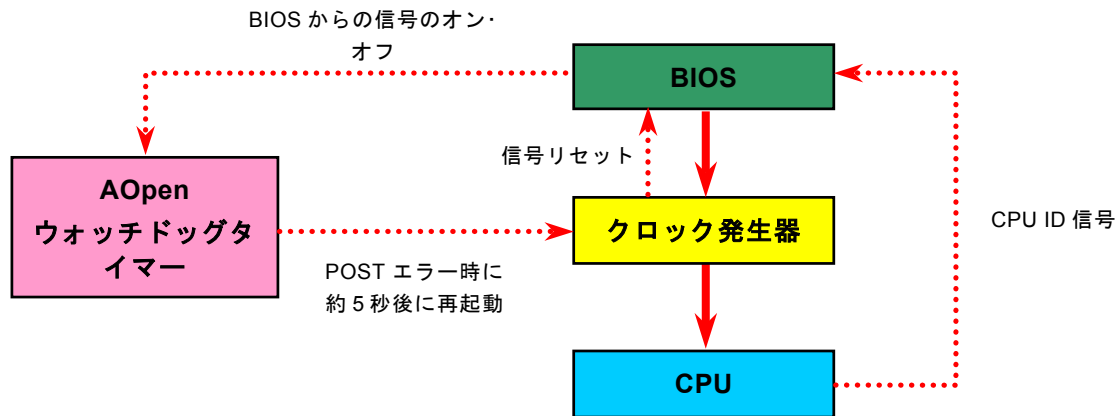 BIOS からの信号のオン・
オフ
BIOS
信号リセット
AOpen
ウォッチドッグタ
イマー
クロック発生器
CPU ID 信号
POST エラー時に
約 5 秒後に再起動
CPU